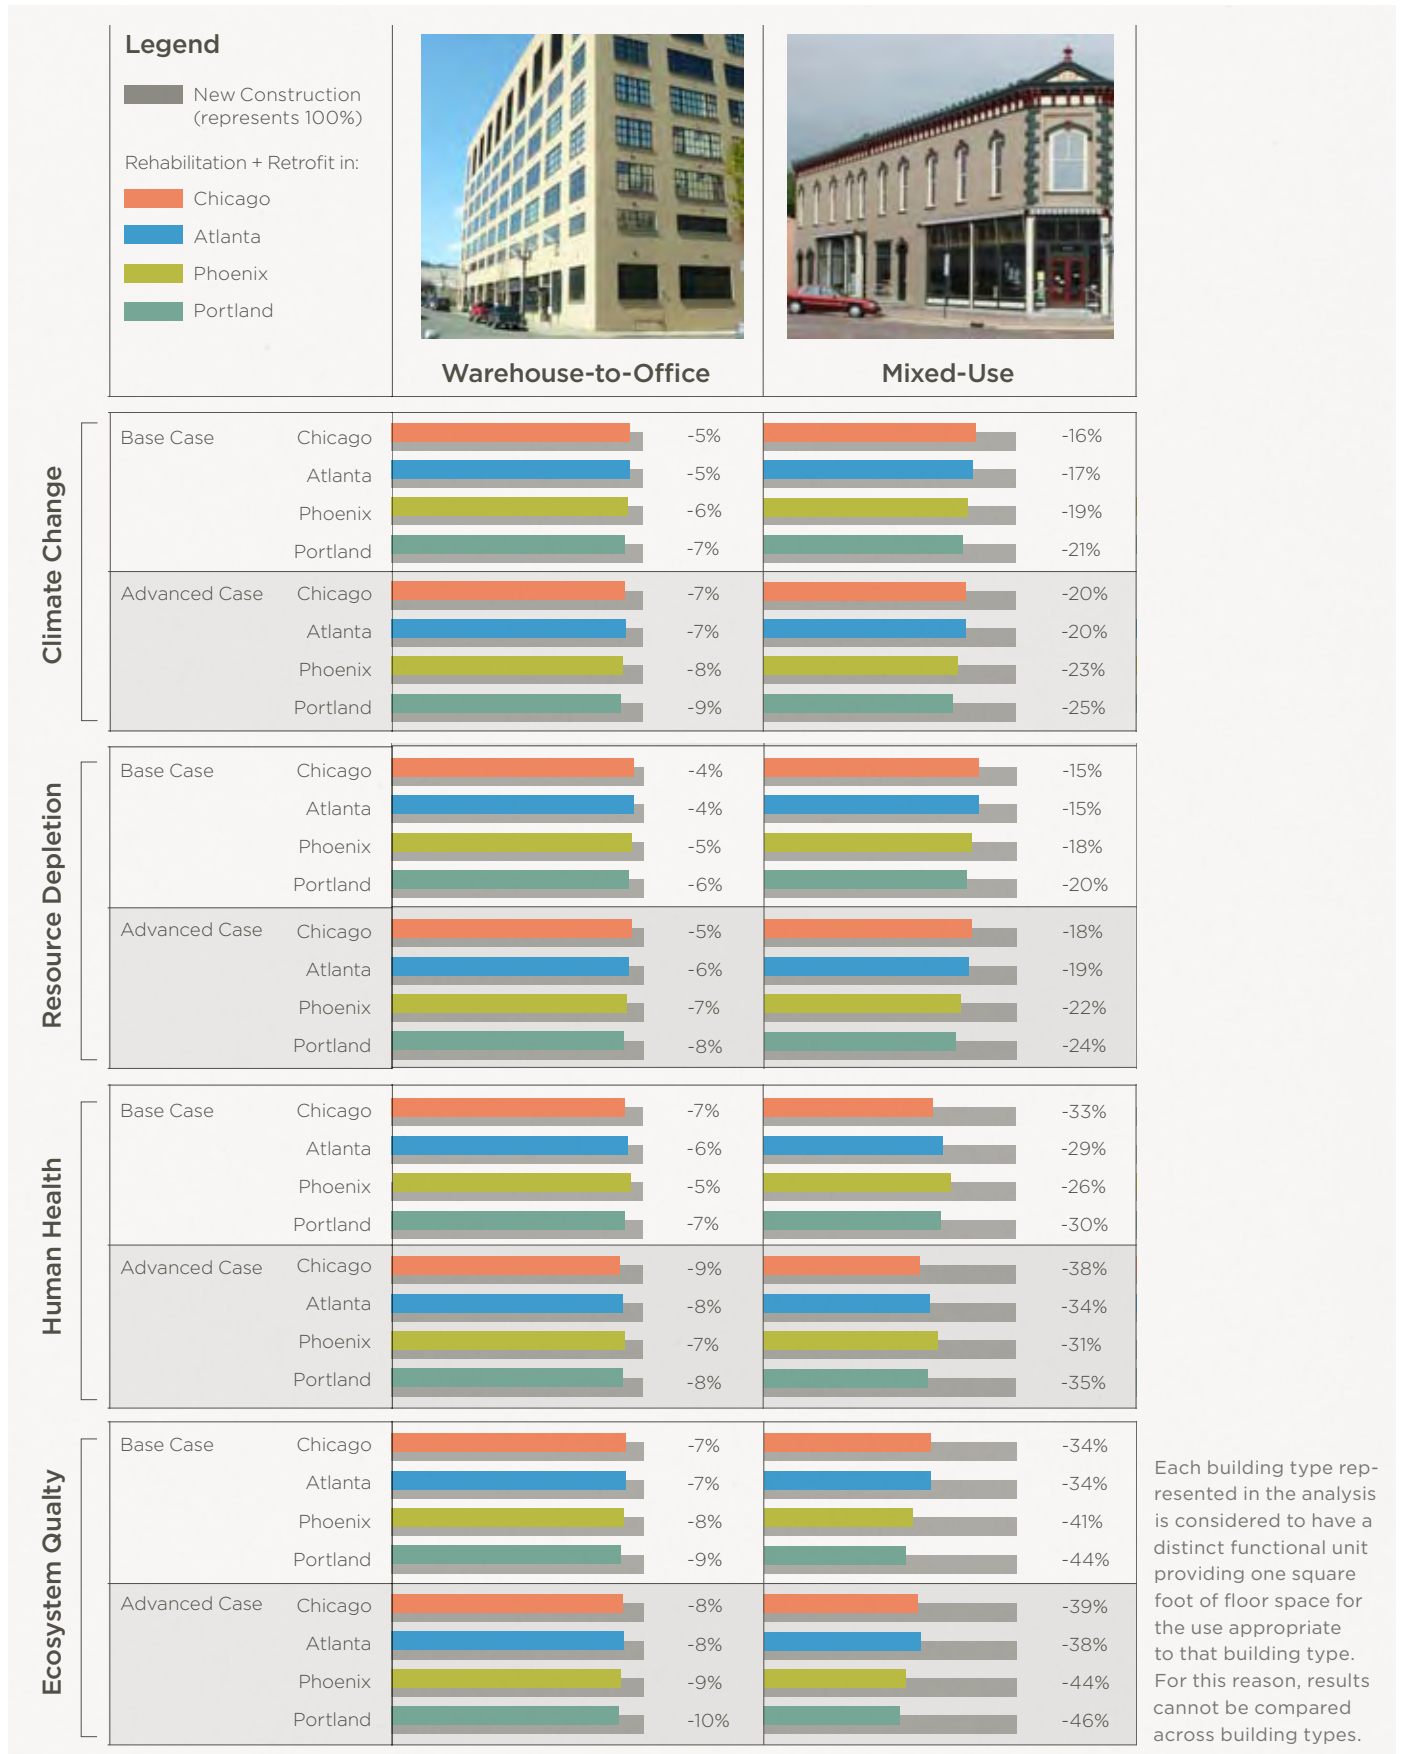 Legend
New Construction
(represents 100%)
Rehabilitation + Retrofit in:
Chicago
Atlanta
Phoenix
Portland
Warehouse-to-Office
Mixed-Use
Climate Change
Base Case Chicago -5% -16%
Atlanta -5% -17%
Phoenix -6% -19%
Portland -7% -21%
Advanced Case Chicago -7% -20%
Atlanta -7% -20%
Phoenix -8% -23%
Portland -9% -25%
Resource Depletion
Base Case Chicago -4% -15%
Atlanta -4% -15%
Phoenix -5% -18%
Portland -6% -20%
Advanced Case Chicago -5% -18%
Atlanta -6% -19%
Phoenix -7% -22%
Portland -8% -24%
Human Health
Base Case Chicago -7% -33%
Atlanta -6% -29%
Phoenix -5% -26%
Portland -7% -30%
Advanced Case Chicago -9% -38%
Atlanta -8% -34%
Phoenix -7% -31%
Portland -8% -35%
Ecosystem Qualty
Base Case Chicago -7% -34%
Atlanta -7% -34%
Phoenix -8% -41%
Portland -9% -44%
Advanced Case Chicago -8% -39%
Atlanta -8% -38%
Phoenix -9% -44%
Portland -10% -46%
Each building type rep-
resented in the analysis
is considered to have a
distinct functional unit
providing one square
foot of floor space for
the use appropriate
to that building type.
For this reason, results
cannot be compared
across building types.